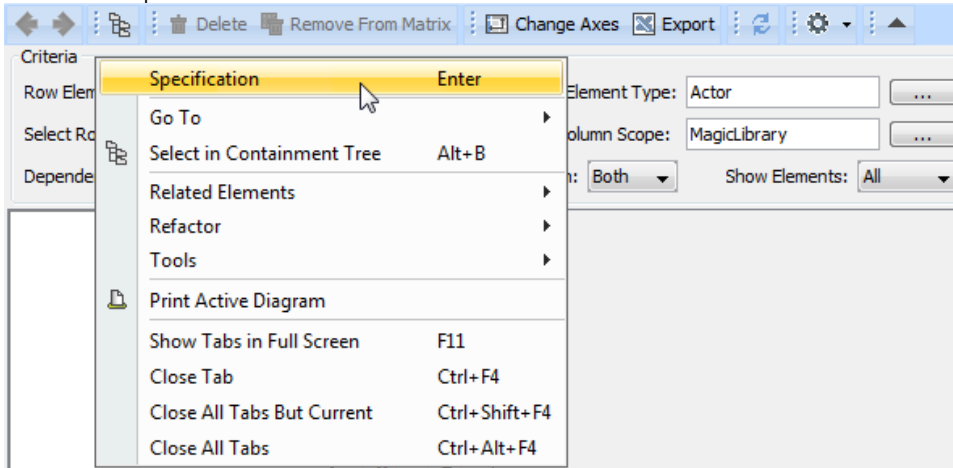 Delete Remove From Matrix Change Axes Export
Criteria
Row Elem
Element Type: Actor ...
Select Ro
olumn Scope: MagicLibrary ...
Depende
n: Both Show Elements: All
Specification Enter
Go To
Select in Containment Tree Alt+B
Related Elements
Refactor
Tools
Print Active Diagram
Show Tabs in Full Screen F11
Close Tab Ctrl+F4
Close All Tabs But Current Ctrl+Shift+F4
Close All Tabs Ctrl+Alt+F4